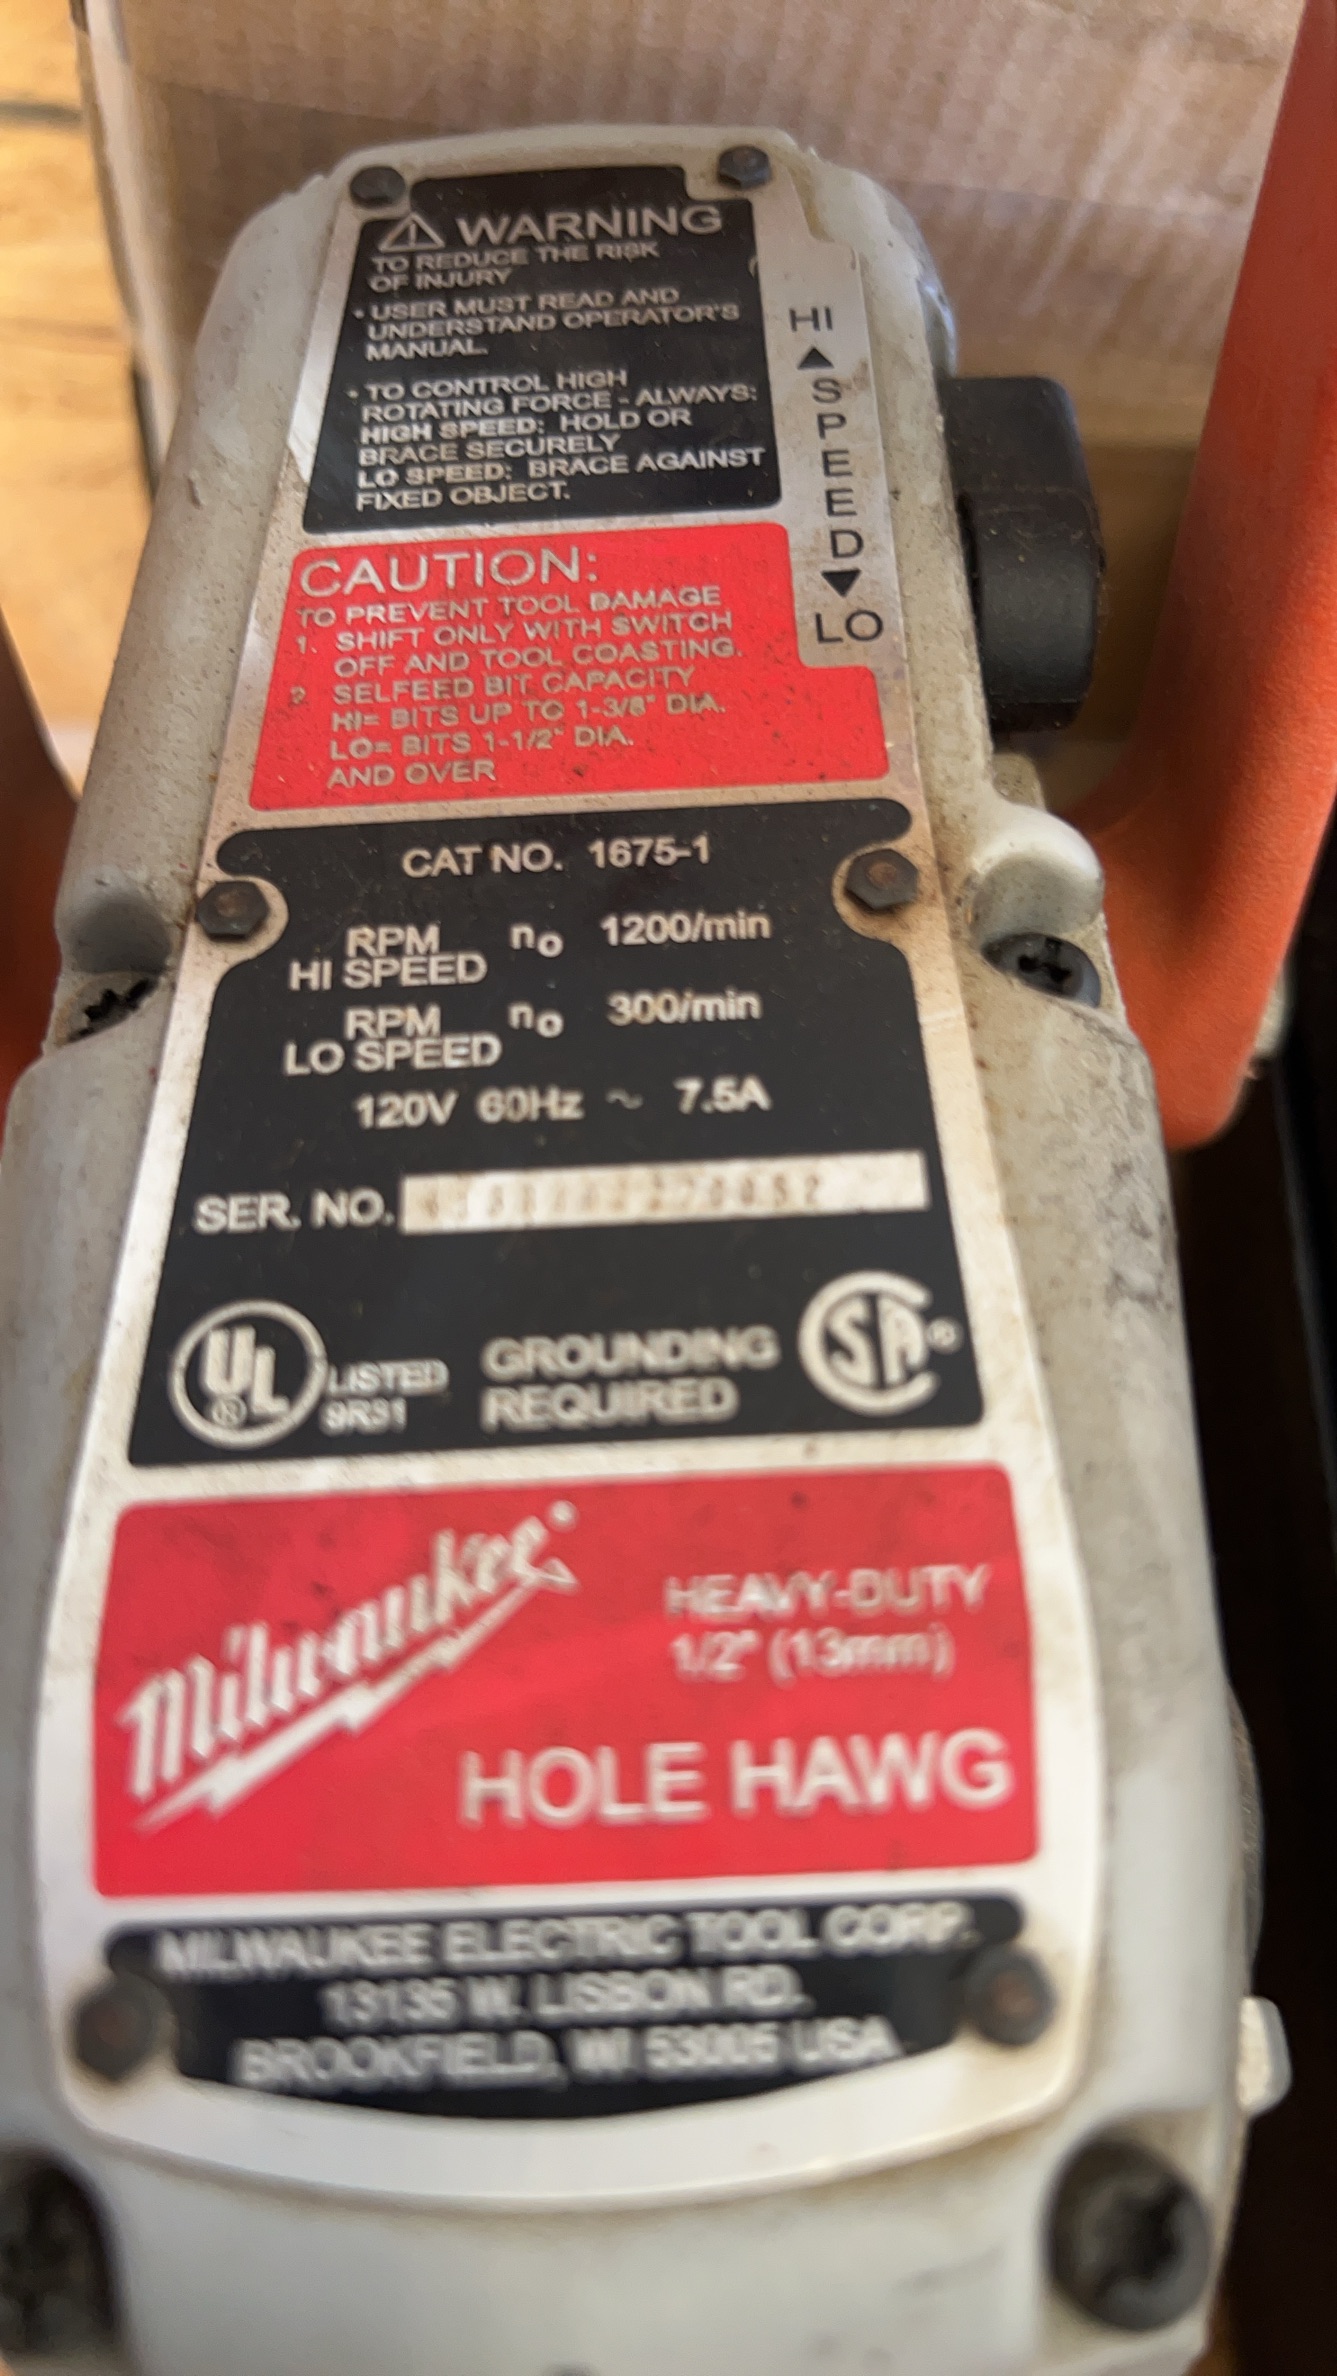 WARNING
TO REDUCE THE RISK
OF INJURY
• USER MUST READ AND
UNDERSTAND OPERATOR'S
MANUAL.
• TO CONTROL HIGH
ROTATING FORCE - ALWAYS:
HIGH SPEED: HOLD OR
BRACE SECURELY
LO SPEED: BRACE AGAINST
FIXED OBJECT.
HI
SPEED
LO
CAUTION:
TO PREVENT TOOL DAMAGE
1. SHIFT ONLY WITH SWITCH
OFF AND TOOL COASTING.
2 SELFEED BIT CAPACITY
HI= BITS UP TO 1-3/8" DIA.
LO= BITS 1-1/2" DIA.
AND OVER
CAT NO. 1675-1
RPM
HI SPEED no 1200/min
RPM
LO SPEED no 300/min
120V 60Hz ~ 7.5A
SER. NO.
UL ® LISTED
9R31
GROUNDING
REQUIRED
CSA ®
Milwaukee
HEAVY-DUTY
1/2" (13mm)
HOLE HAWG
MILWAUKEE ELECTRIC TOOL CORP.
13135 W. LISBON RD.
BROOKFIELD, WI 53005 USA